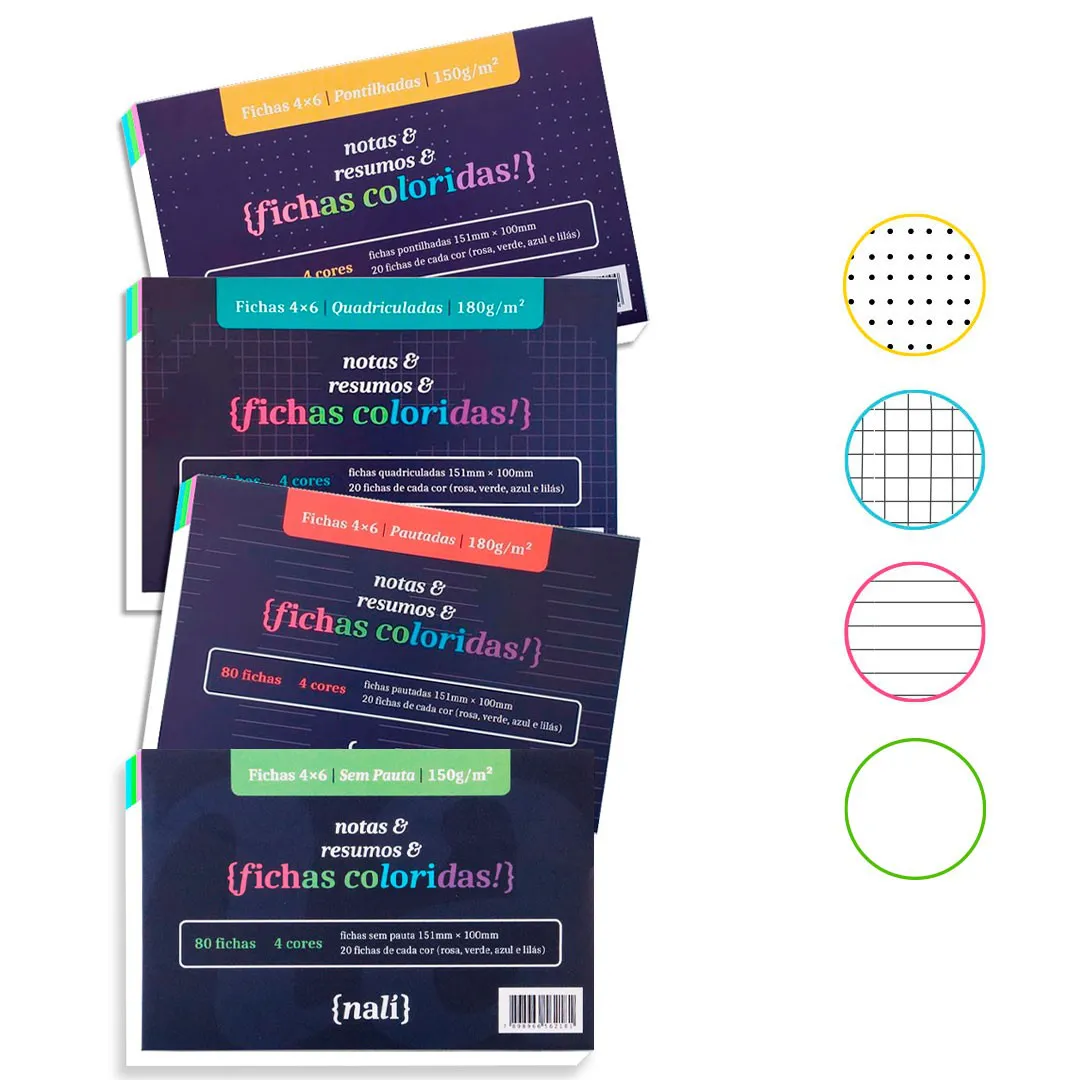 Fichas 4×6 | Pontilhadas | 150g/m²
notas &
resumos &
{fichas coloridas!}
4 cores
fichas pontilhadas 151mm × 100mm
20 fichas de cada cor (rosa, verde, azul e lilás)
Fichas 4×6 | Quadriculadas | 180g/m²
notas &
resumos &
{fichas coloridas!}
fichas 4 cores
fichas quadriculadas 151mm × 100mm
20 fichas de cada cor (rosa, verde, azul e lilás)
Fichas 4×6 | Pautadas | 180g/m²
notas &
resumos &
{fichas coloridas!}
80 fichas 4 cores
fichas pautadas 151mm × 100mm
20 fichas de cada cor (rosa, verde, azul e lilás)
Fichas 4×6 | Sem Pauta | 150g/m²
notas &
resumos &
{fichas coloridas!}
80 fichas 4 cores
fichas sem pauta 151mm × 100mm
20 fichas de cada cor (rosa, verde, azul e lilás)
{nalí}